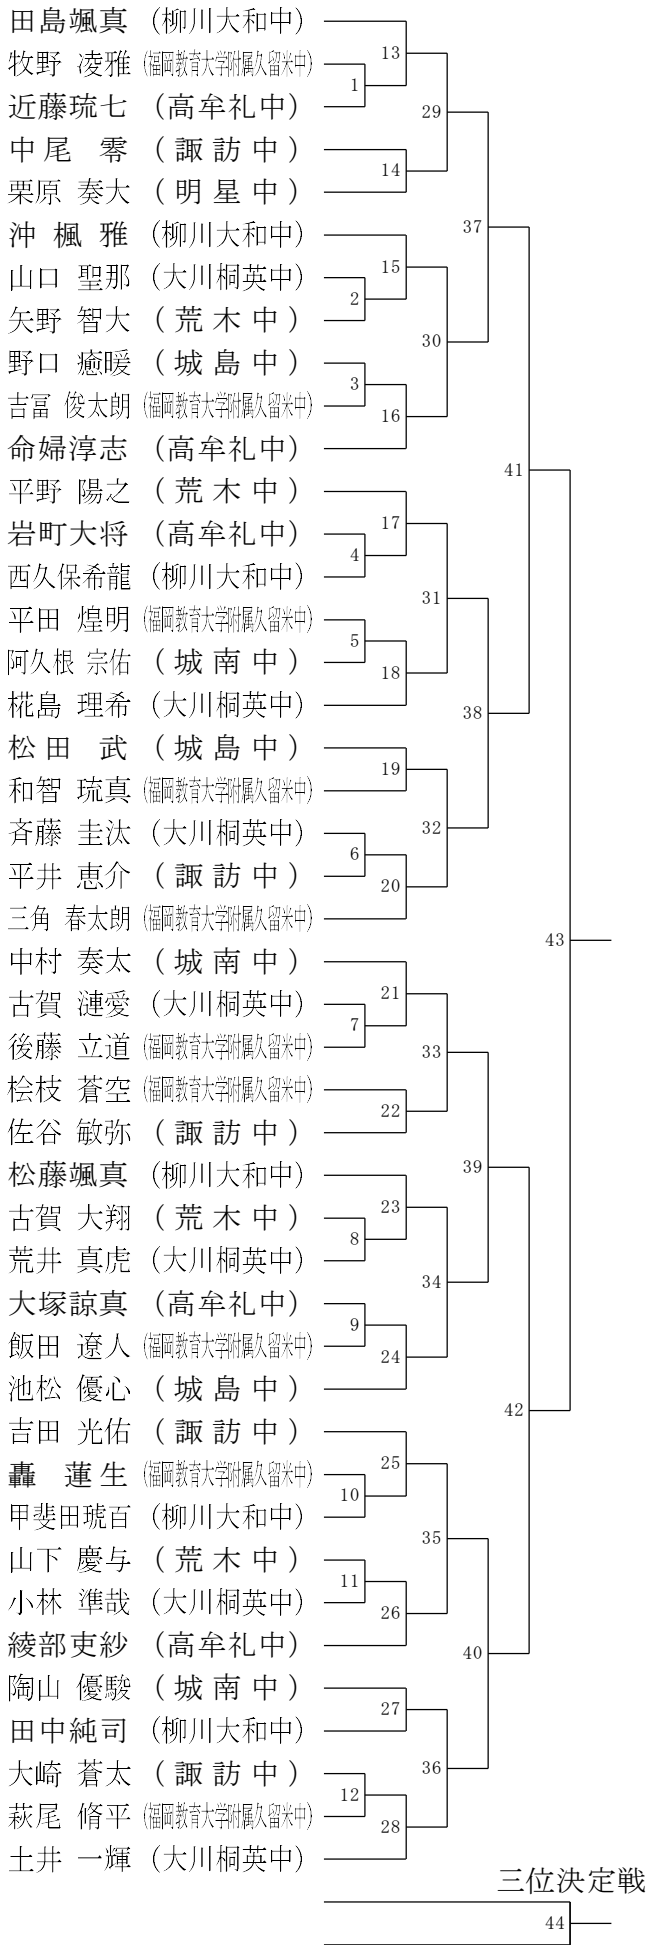 田島颯真 (柳川大和中)
牧野 凌雅 (福岡教育大学附属久留米中)
近藤琉七 (高牟礼中)
中尾 零 (諏訪中)
栗原 奏大 (明星中)
沖 楓 雅 (柳川大和中)
山口 聖那 (大川桐英中)
矢野 智大 (荒木中)
野口 癒暖 (城島中)
吉冨 俊太朗 (福岡教育大学附属久留米中)
命婦淳志 (高牟礼中)
平野 陽之 (荒木中)
岩町大将 (高牟礼中)
西久保希龍 (柳川大和中)
平田 煌明 (福岡教育大学附属久留米中)
阿久根 宗佑 (城南中)
椛島 理希 (大川桐英中)
松田 武 (城島中)
和智 琉真 (福岡教育大学附属久留米中)
斉藤 圭汰 (大川桐英中)
平井 恵介 (諏訪中)
三角 春太朗 (福岡教育大学附属久留米中)
中村 奏太 (城南中)
古賀 漣愛 (大川桐英中)
後藤 立道 (福岡教育大学附属久留米中)
桧枝 蒼空 (福岡教育大学附属久留米中)
佐谷 敏弥 (諏訪中)
松藤颯真 (柳川大和中)
古賀 大翔 (荒木中)
荒井 真虎 (大川桐英中)
大塚諒真 (高牟礼中)
飯田 遼人 (福岡教育大学附属久留米中)
池松 優心 (城島中)
吉田 光佑 (諏訪中)
轟 蓮生 (福岡教育大学附属久留米中)
甲斐田琥百 (柳川大和中)
山下 慶与 (荒木中)
小林 準哉 (大川桐英中)
綾部吏紗 (高牟礼中)
陶山 優駿 (城南中)
田中純司 (柳川大和中)
大崎 蒼太 (諏訪中)
萩尾 脩平 (福岡教育大学附属久留米中)
土井 一輝 (大川桐英中)
1
2
3
4
5
6
7
8
9
10
11
12
13
14
15
16
17
18
19
20
21
22
23
24
25
26
27
28
29
30
31
32
33
34
35
36
37
38
39
40
41
42
43
三位決定戦
44